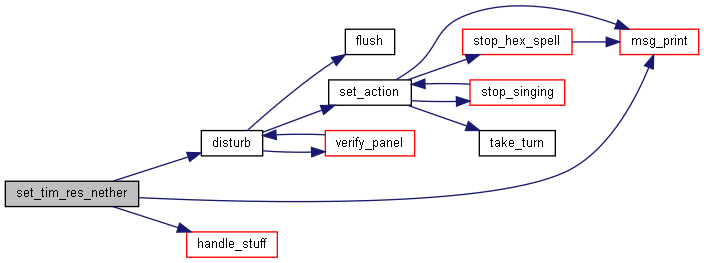 flush
stop_hex_spell
msg_print
set_action
stop_singing
disturb
verify_panel
take_turn
set_tim_res_nether
handle_stuff